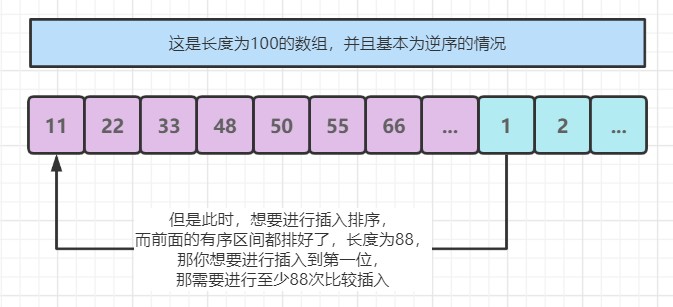 这是长度为100的数组，并且基本为逆序的情况
11 22 33 48 50 55 66 ... 1 2 ...
但是此时，想要进行插入排序，
而前面的有序区间都排好了，长度为88，
那你想要进行插入到第一位，
那需要进行至少88次比较插入